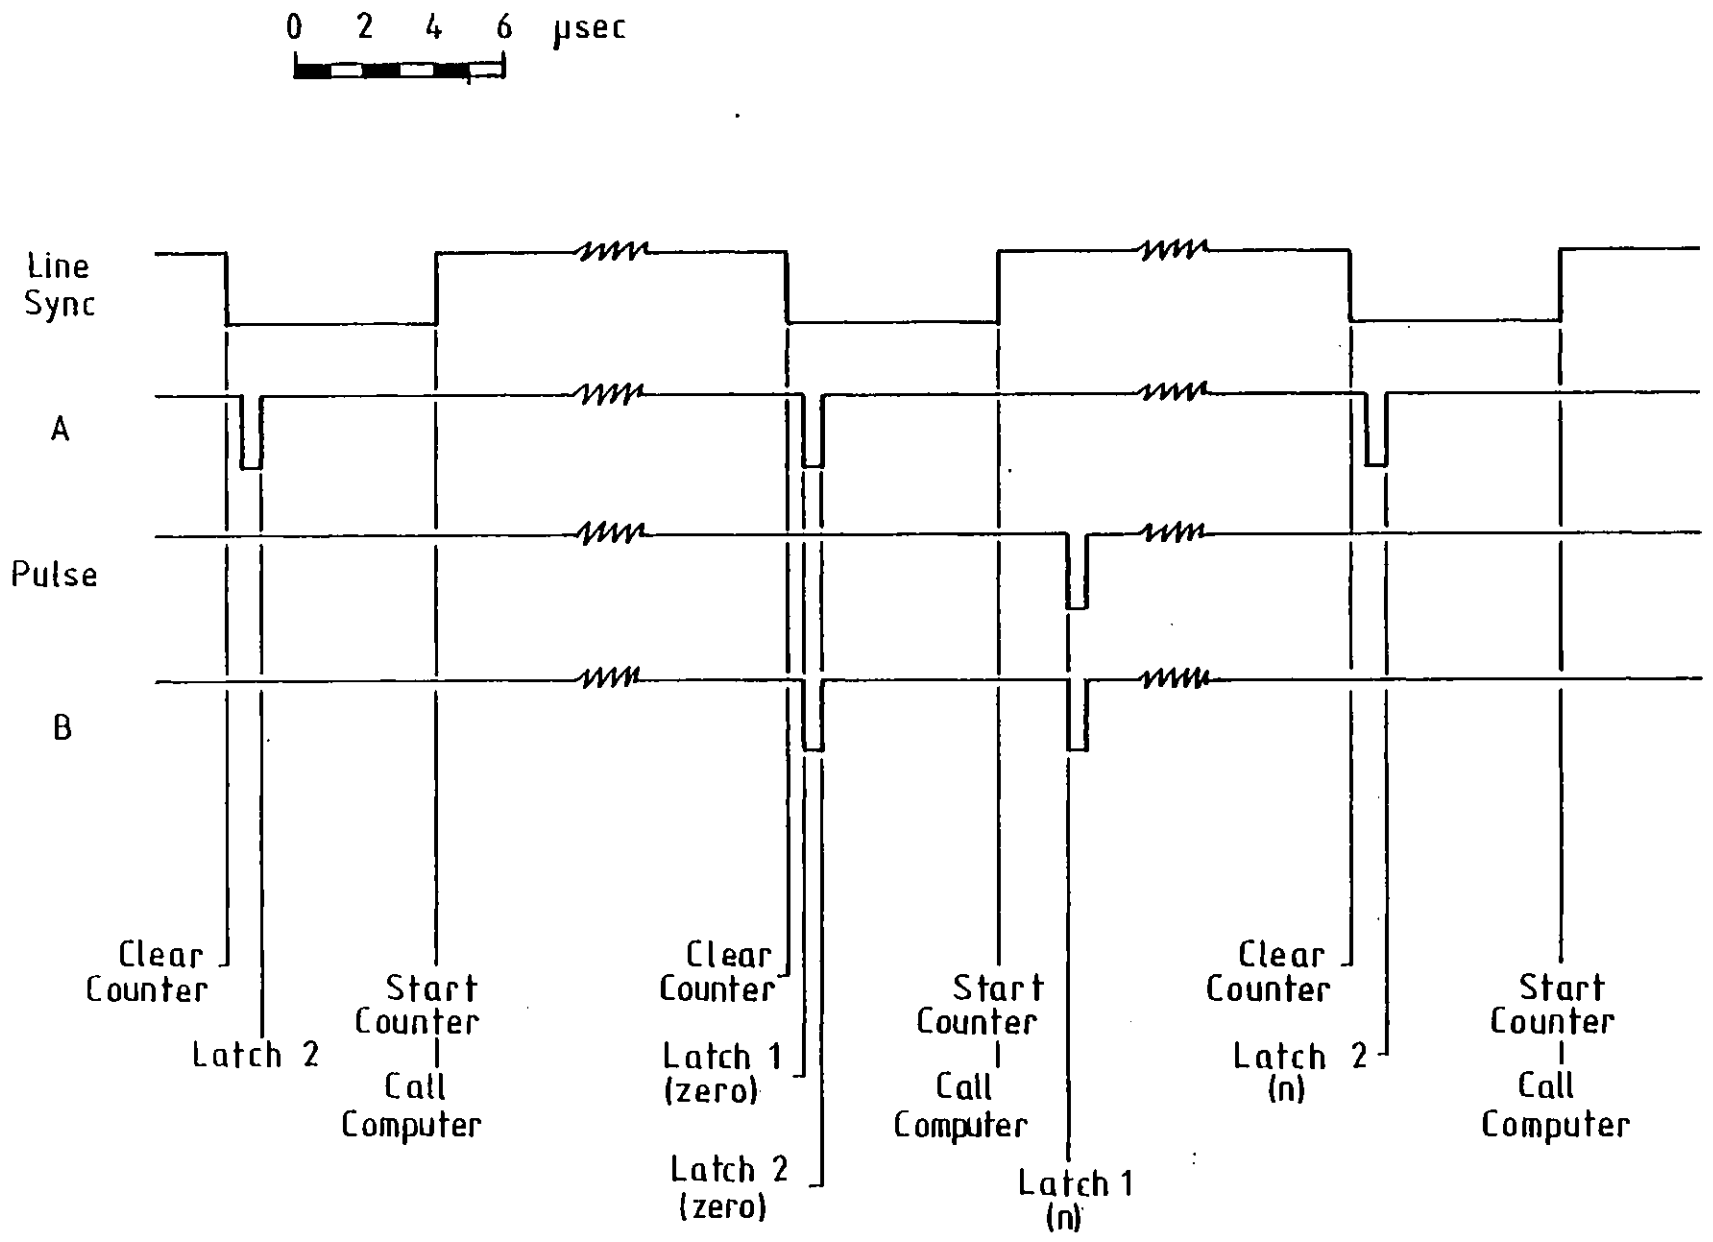 0 2 4 6 µsec
Line
Sync
A
Pulse
B
Clear
Counter
Latch 2
Start
Counter
Call
Computer
Clear
Counter
Latch 1
(zero)
Latch 2
(zero)
Start
Counter
Call
Computer
Latch 1
(n)
Clear
Counter
Latch 2
(n)
Start
Counter
Call
Computer